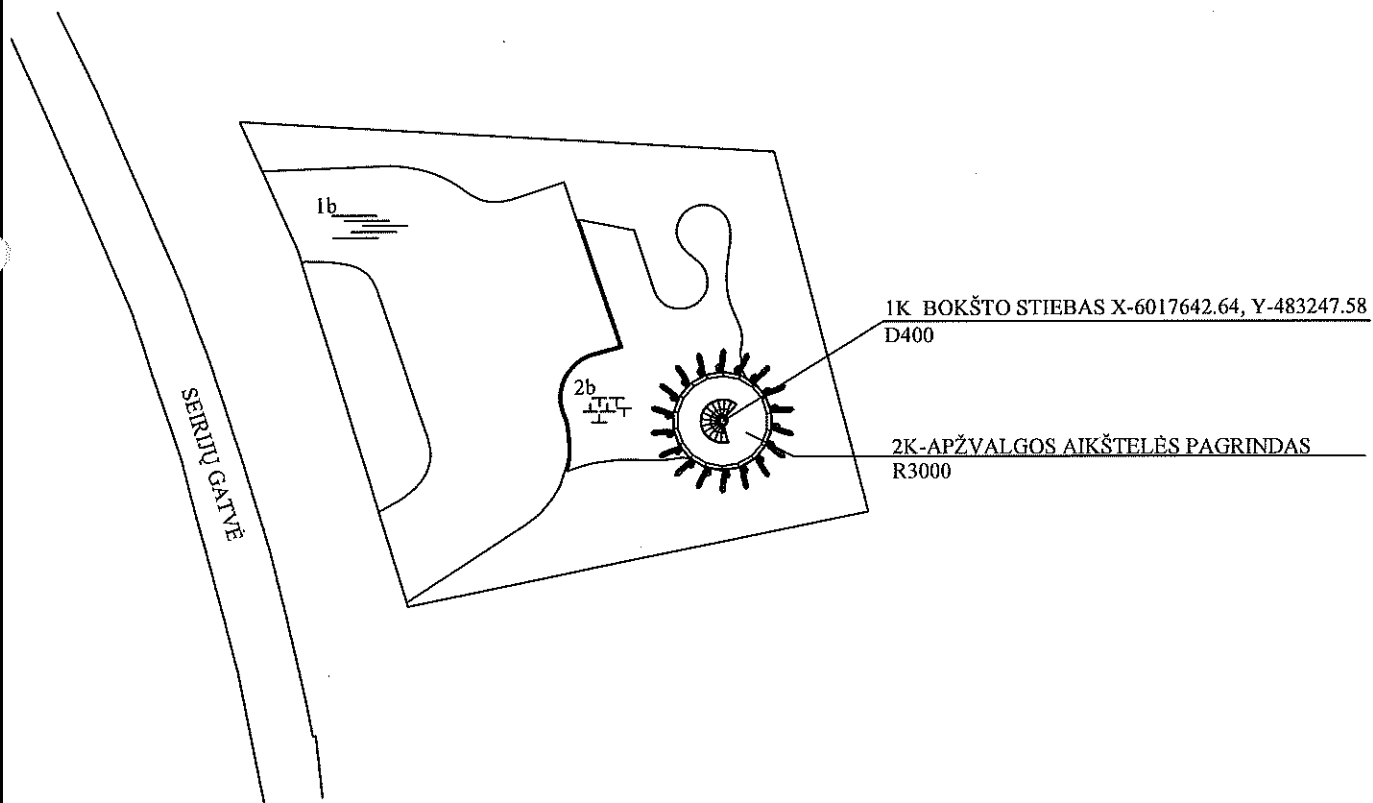 1b
1K BOKŠTO STIEBAS X-6017642.64, Y-483247.58
D400
2b
SEIRIJŲ GATVĖ
2K-APŽVALGOS AIKŠTELĖS PAGRINDAS
R3000